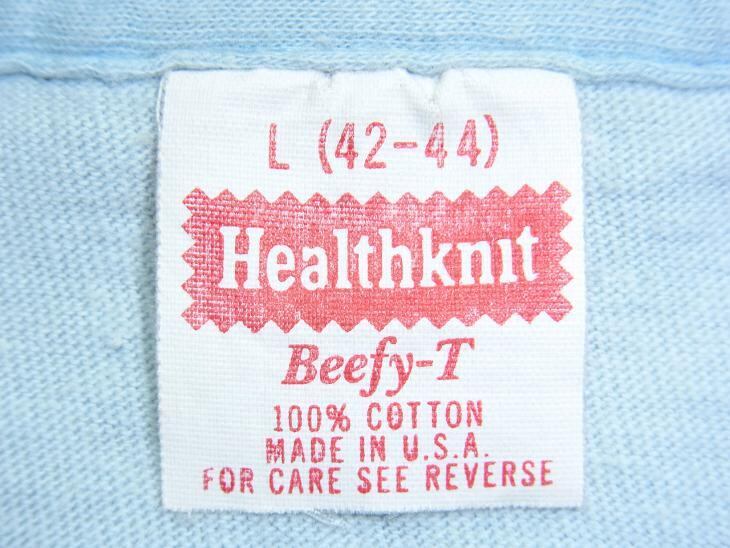 L (42-44)
Healthknit
Beefy-T
100% COTTON
MADE IN U.S.A.
FOR CARE SEE REVERSE